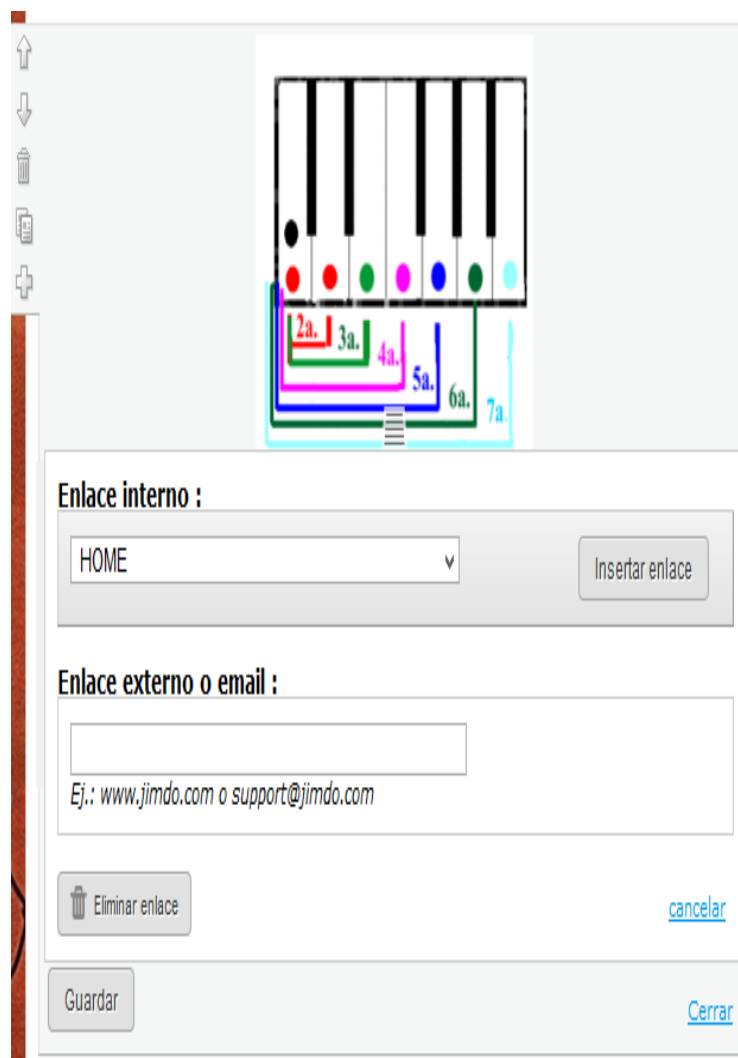 2a.
3a.
4a.
5a.
6a.
7a.
Enlace interno :
HOME
Insertar enlace
Enlace externo o email :
Ej.: www.jimdo.com o support@jimdo.com
Eliminar enlace
cancelar
Guardar
Cerrar